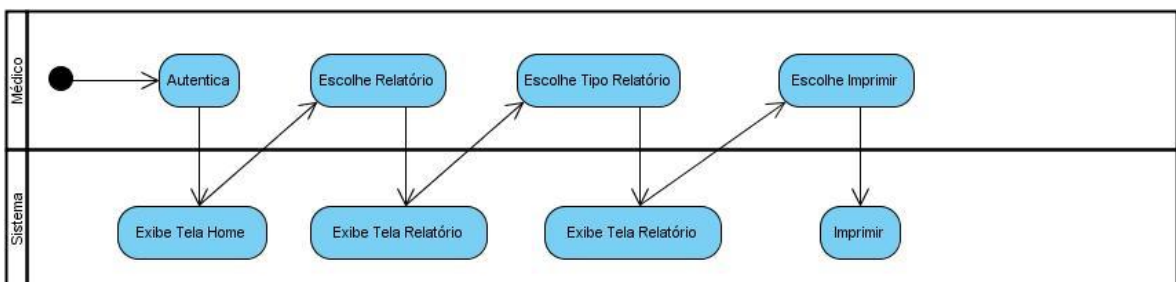 Médico
Autentica
Escolhe Relatório
Escolhe Tipo Relatório
Escolhe Imprimir
Sistema
Exibe Tela Home
Exibe Tela Relatório
Exibe Tela Relatório
Imprimir